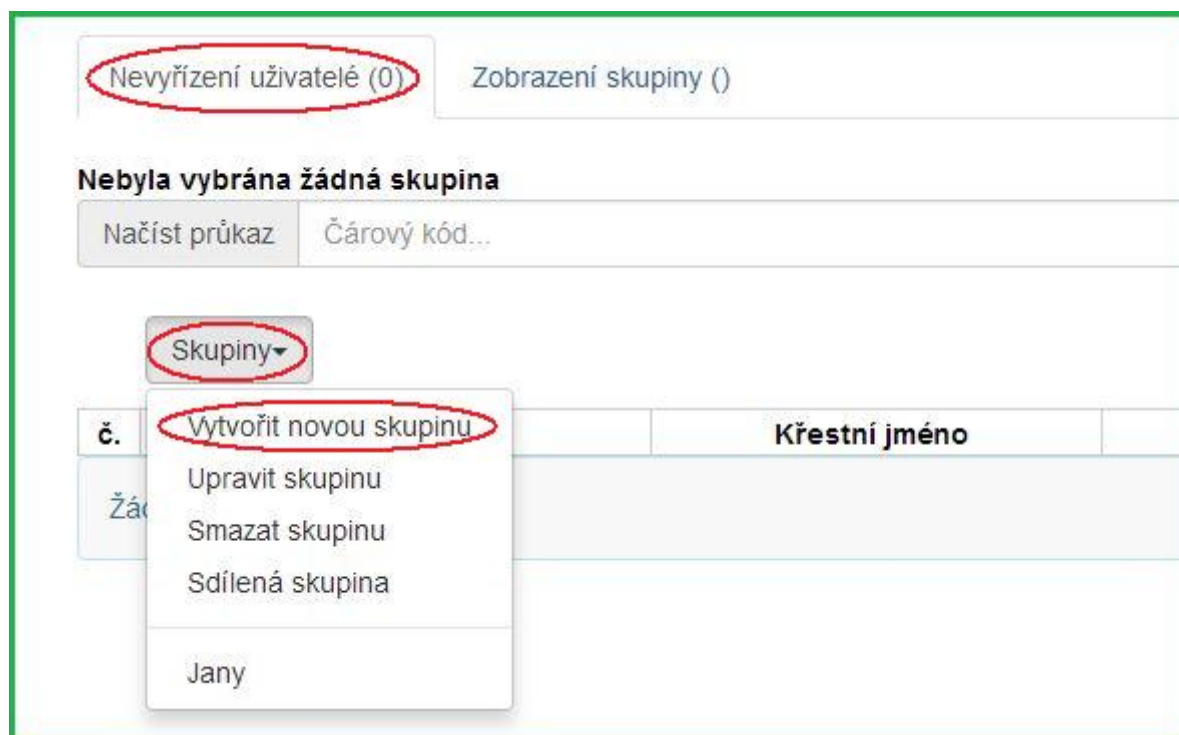 Nevyřízení uživatelé (0) Zobrazení skupiny ()
Nebyla vybrána žádná skupina
Načíst průkaz Čárový kód...
Skupiny
č. Křestní jméno
Vytvořit novou skupinu
Upravit skupinu
Smazat skupinu
Sdílená skupina
Jany